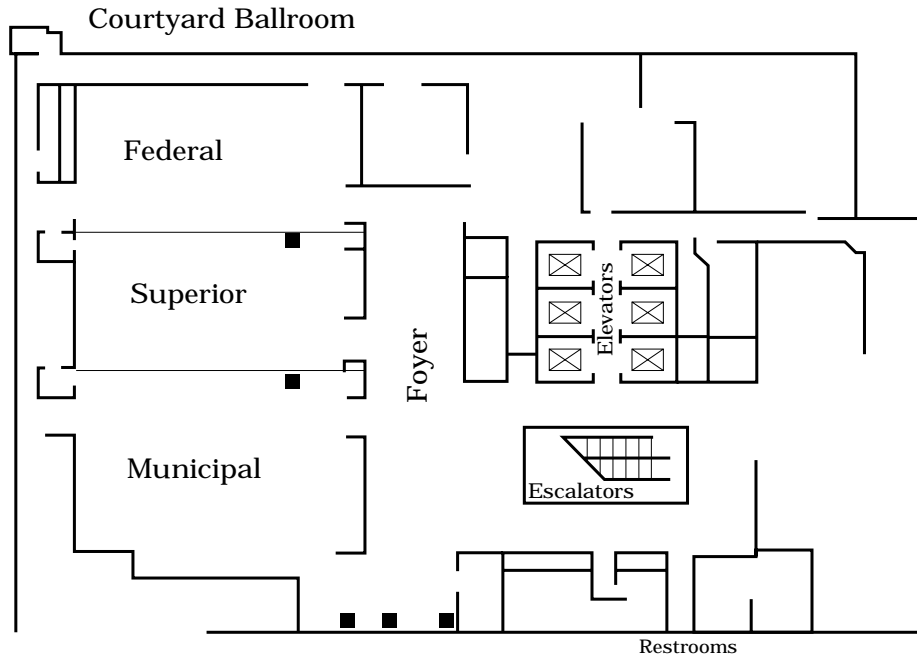 Courtyard Ballroom
Federal
Superior
Elevators
Foyer
Municipal
Escalators
Restrooms